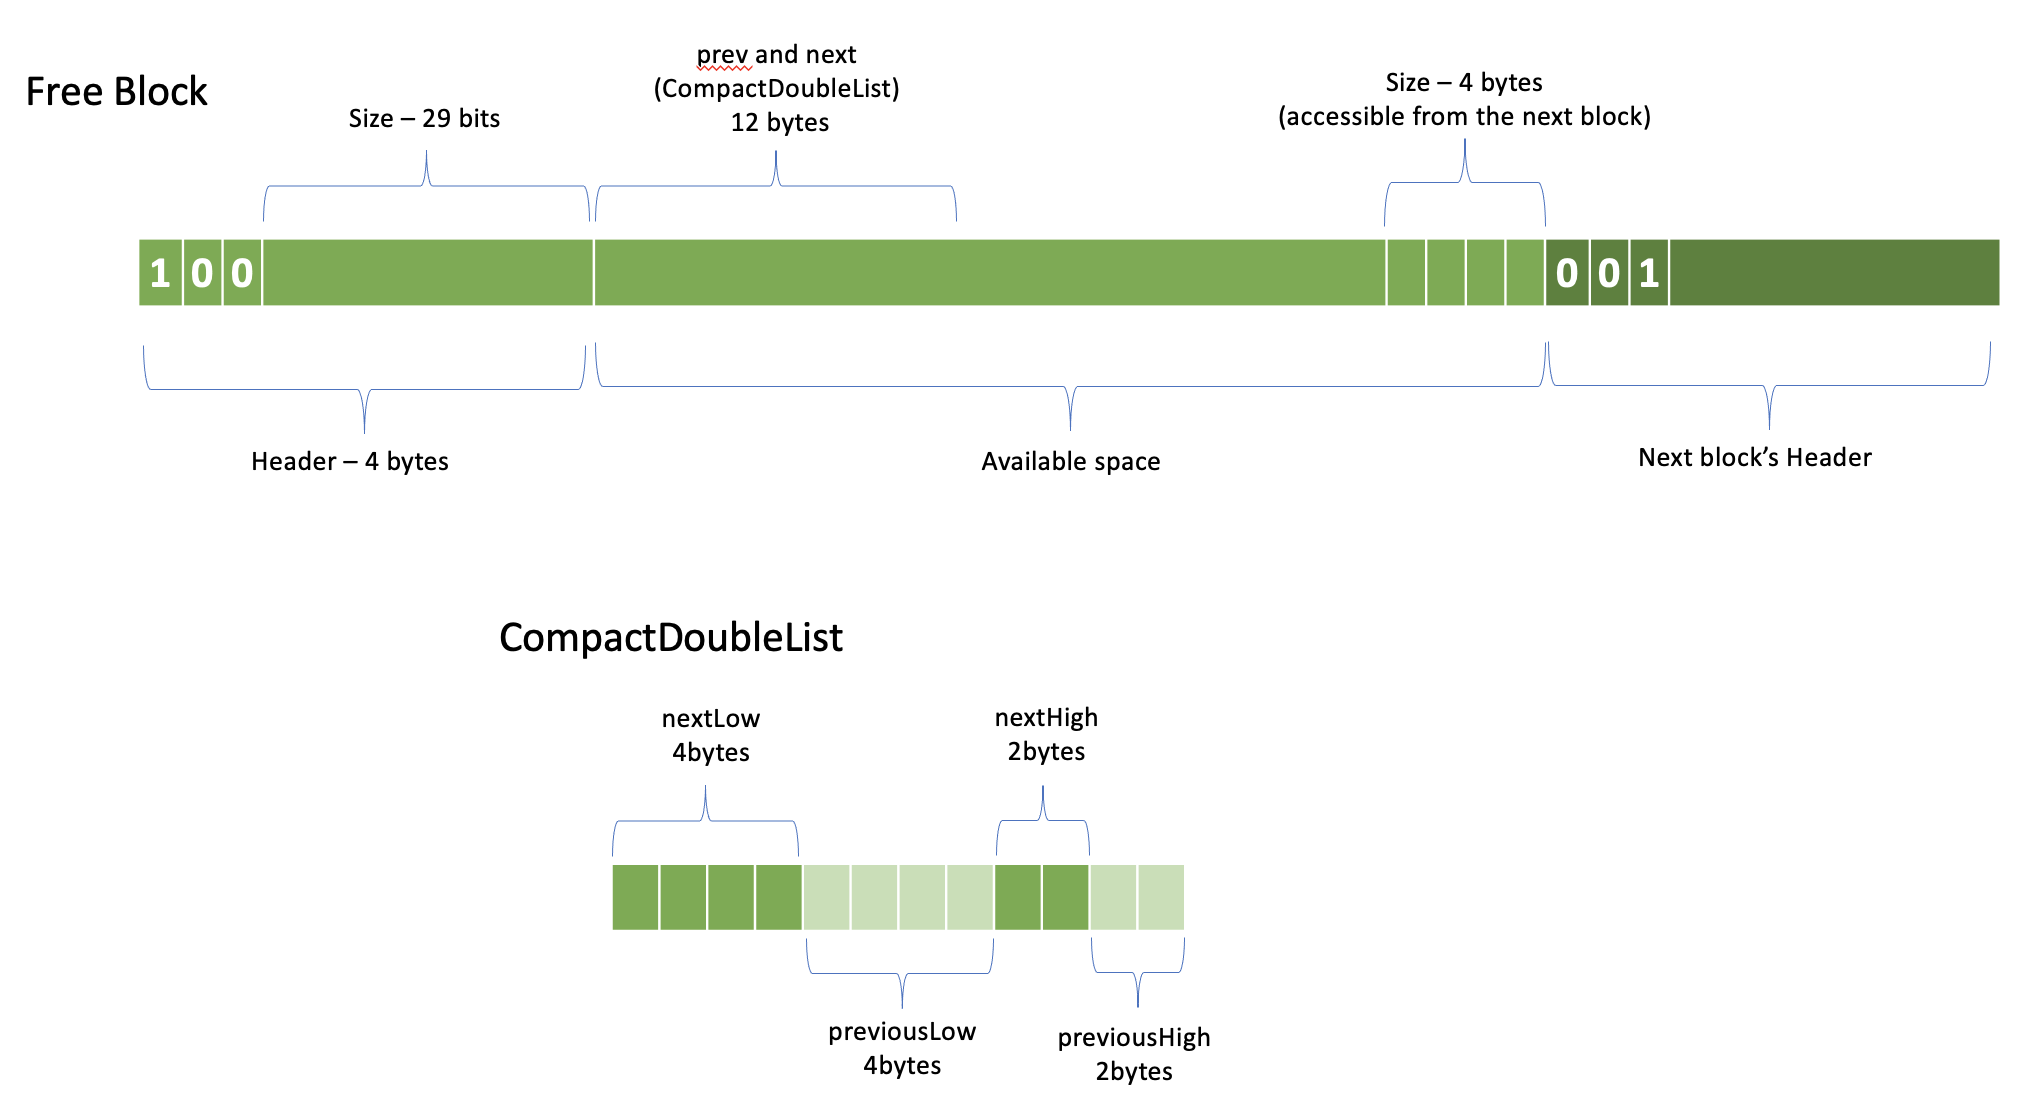 Free Block
Size – 29 bits
prev and next
(CompactDoubleList)
12 bytes
Size – 4 bytes
(accessible from the next block)
1 0 0
0 0 1
Header – 4 bytes
Available space
Next block’s Header
CompactDoubleList
nextLow
4bytes
nextHigh
2bytes
previousLow
4bytes
previousHigh
2bytes